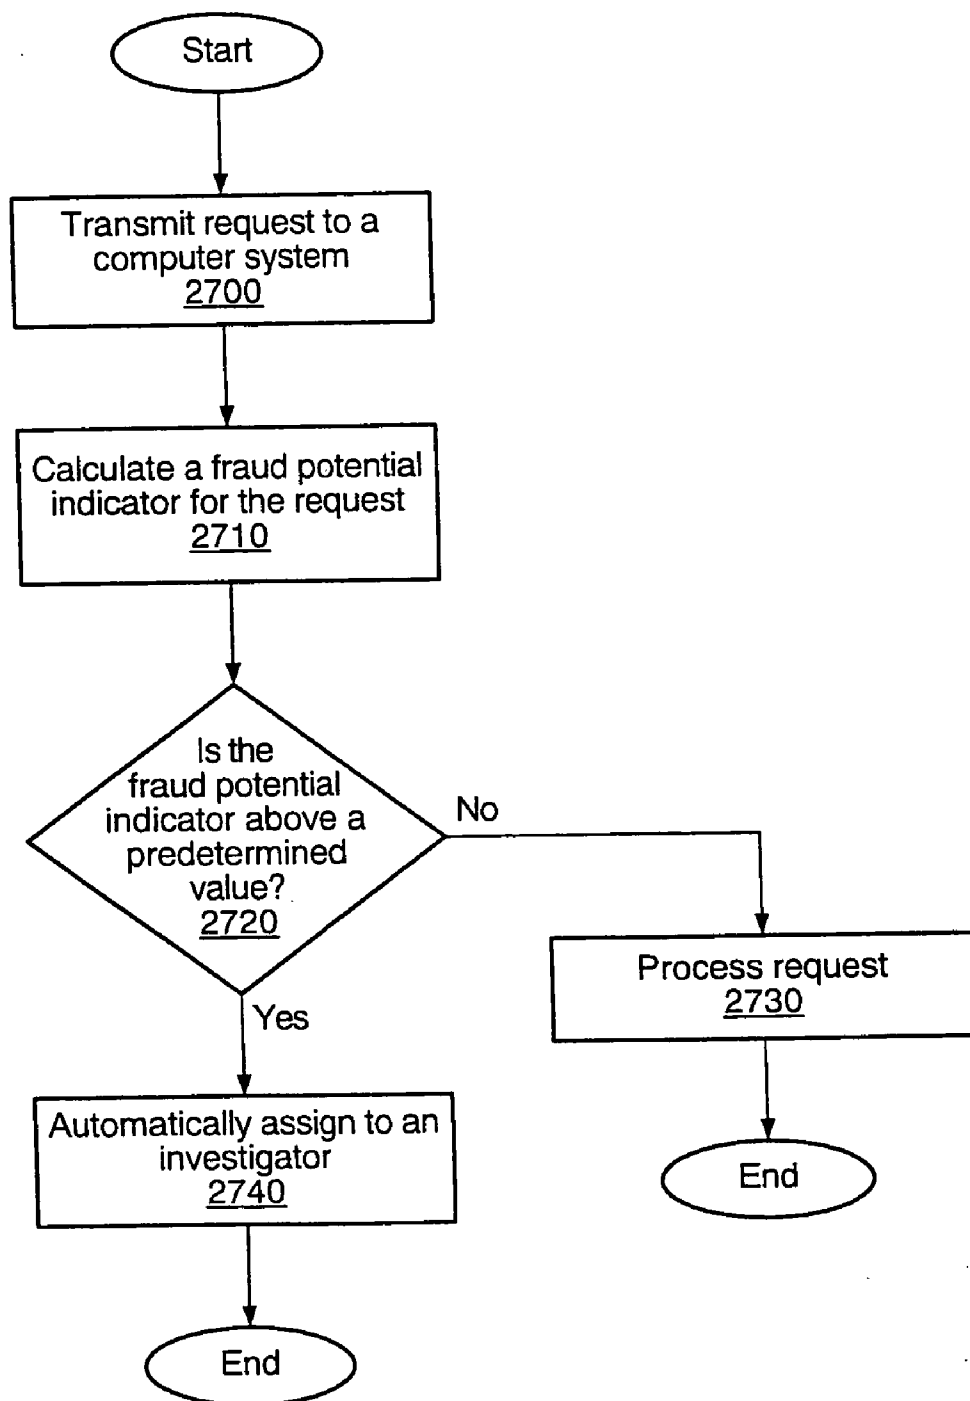 Start
Transmit request to a
computer system
2700
Calculate a fraud potential
indicator for the request
2710
Is the
fraud potential
indicator above a
predetermined
value?
2720
No
Yes
Process request
2730
Automatically assign to an
investigator
2740
End
End